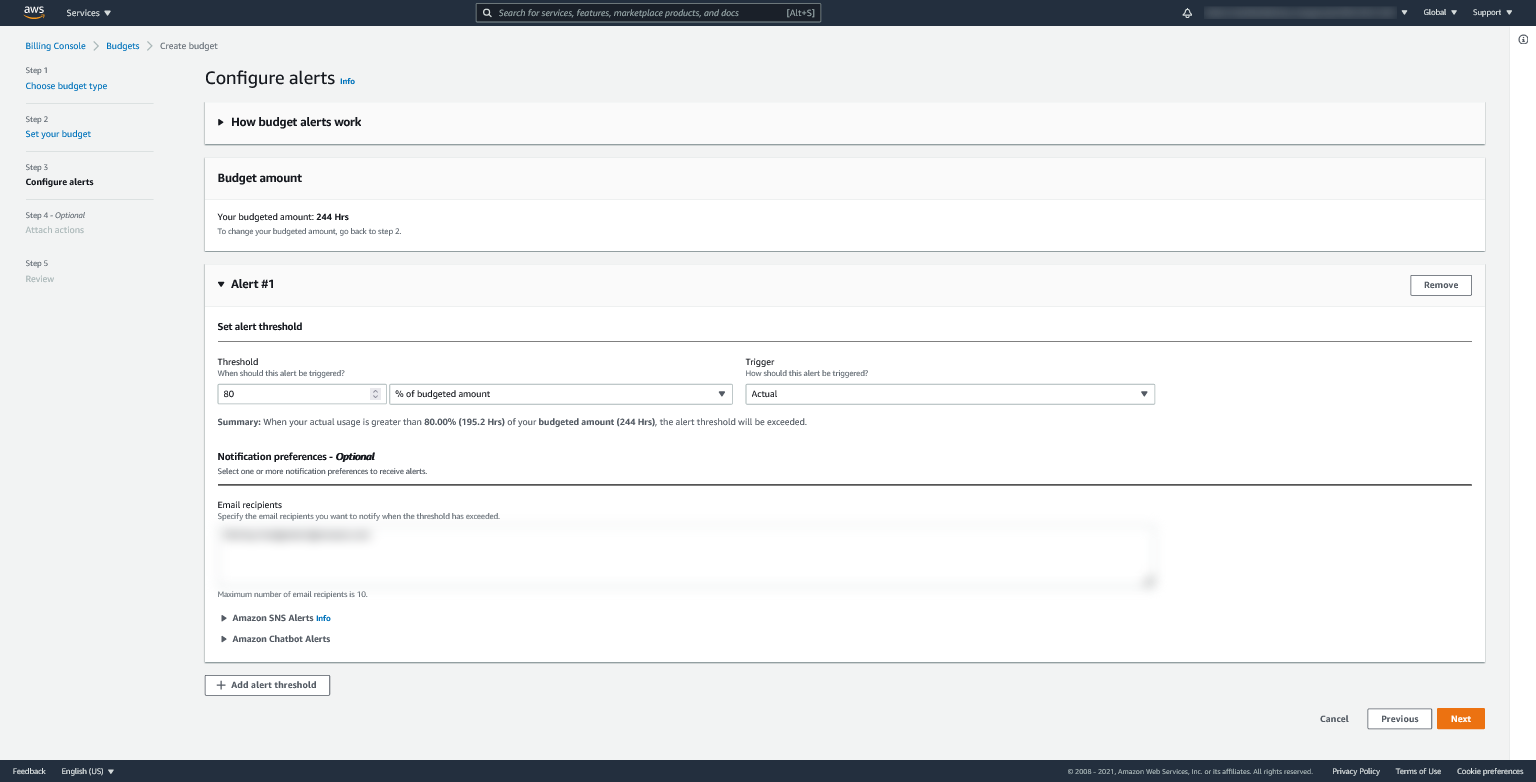 aws
Services
Search for services, features, marketplace products, and docs [Alt+S]
Global
Support
Billing Console
Budgets
Create budget
Step 1
Choose budget type
Step 2
Set your budget
Step 3
Configure alerts
Step 4 - Optional
Attach actions
Step 5
Review
Configure alerts Info
How budget alerts work
Budget amount
Your budgeted amount: 244 Hrs
To change your budgeted amount, go back to step 2.
Alert #1
Remove
Set alert threshold
Threshold
When should this alert be triggered?
80
% of budgeted amount
Trigger
How should this alert be triggered?
Actual
Summary: When your actual usage is greater than 80.00% (195.2 Hrs) of your budgeted amount (244 Hrs), the alert threshold will be exceeded.
Notification preferences - Optional
Select one or more notification preferences to receive alerts.
Email recipients
Specify the email recipients you want to notify when the threshold has exceeded.
Maximum number of email recipients is 10.
Amazon SNS Alerts Info
Amazon Chatbot Alerts
Add alert threshold
Cancel
Previous
Next
Feedback
English (US)
© 2008 - 2021, Amazon Web Services, Inc. or its affiliates. All rights reserved.
Privacy Policy
Terms of Use
Cookie preferences